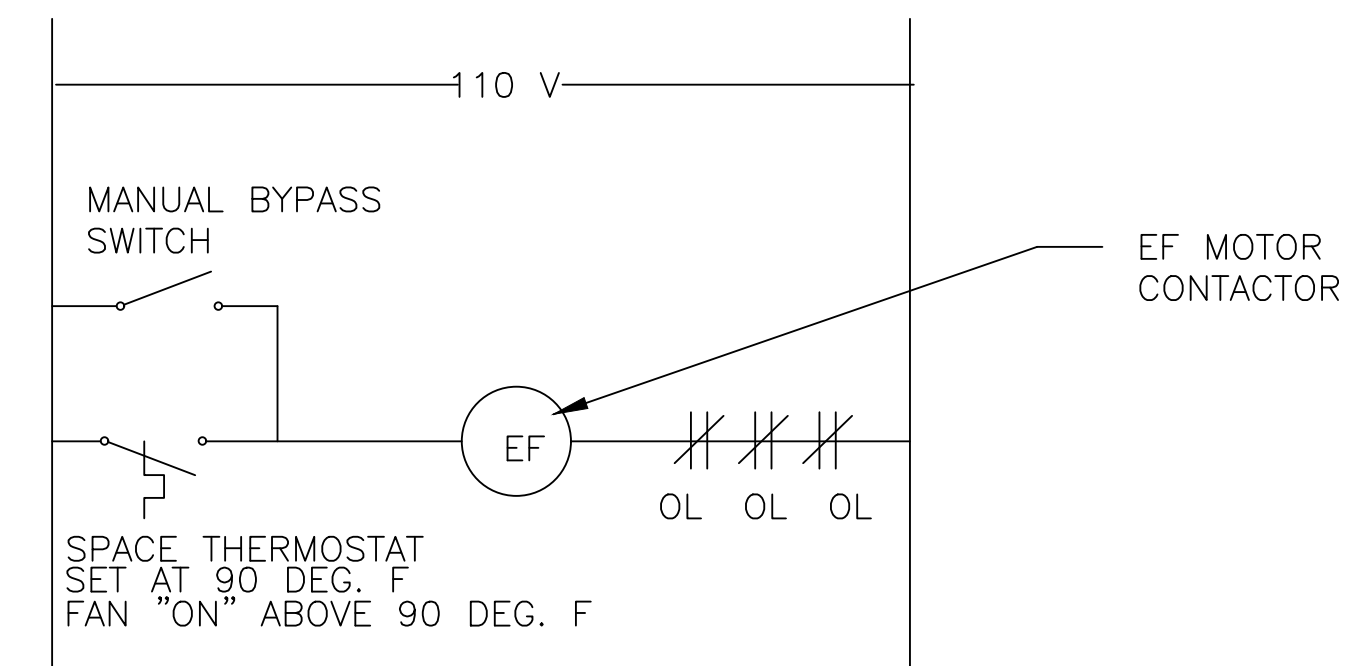 110 V
MANUAL BYPASS
SWITCH
EF MOTOR
CONTACTOR
EF
OL OL OL
SPACE THERMOSTAT
SET AT 90 DEG. F
FAN "ON" ABOVE 90 DEG. F